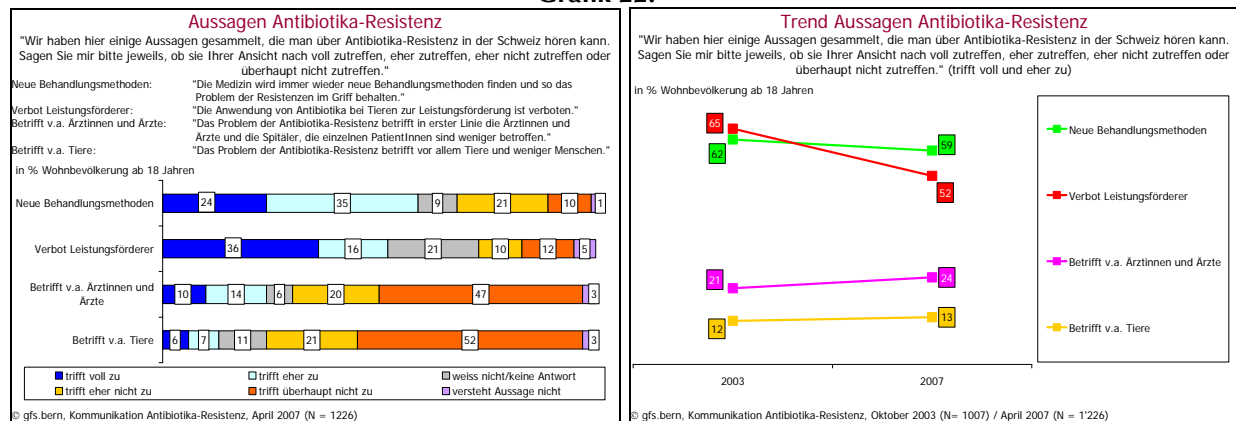 Aussagen Antibiotika-Resistenz
"Wir haben hier einige Aussagen gesammelt, die man über Antibiotika-Resistenz in der Schweiz hören kann.
Sagen Sie mir bitte jeweils, ob sie Ihrer Ansicht nach voll zutreffen, eher zutreffen, eher nicht zutreffen oder
überhaupt nicht zutreffen."
Neue Behandlungsmethoden: "Die Medizin wird immer wieder neue Behandlungsmethoden finden und so das
Problem der Resistenzen im Griff behalten."
Verbot Leistungsförderer: "Die Anwendung von Antibiotika bei Tieren zur Leistungsförderung ist verboten."
Betrifft v.a. Ärztinnen und Ärzte: "Das Problem der Antibiotika-Resistenz betrifft in erster Linie die Ärztinnen und
Ärzte und die Spitäler, die einzelnen PatientInnen sind weniger betroffen."
Betrifft v.a. Tiere: "Das Problem der Antibiotika-Resistenz betrifft vor allem Tiere und weniger Menschen."
in % Wohnbevölkerung ab 18 Jahren
Neue Behandlungsmethoden 24 35 9 21 10 1
Verbot Leistungsförderer 36 16 21 10 12 5
Betrifft v.a. Ärztinnen und
Ärzte 10 14 6 20 47 3
Betrifft v.a. Tiere 6 7 11 21 52 3
trifft voll zu trifft eher zu weiss nicht/keine Antwort
trifft eher nicht zu trifft überhaupt nicht zu versteht Aussage nicht
© gfs.bern, Kommunikation Antibiotika-Resistenz, April 2007 (N = 1226)
Trend Aussagen Antibiotika-Resistenz
"Wir haben hier einige Aussagen gesammelt, die man über Antibiotika-Resistenz in der Schweiz hören kann.
Sagen Sie mir bitte jeweils, ob sie Ihrer Ansicht nach voll zutreffen, eher zutreffen, eher nicht zutreffen oder
überhaupt nicht zutreffen." (trifft voll und eher zu)
in % Wohnbevölkerung ab 18 Jahren
65
62
59
52
21
24
12
13
2003 2007
Neue Behandlungsmethoden
Verbot Leistungsförderer
Betrifft v.a. Ärztinnen und Ärzte
Betrifft v.a. Tiere
© gfs.bern, Kommunikation Antibiotika-Resistenz, Oktober 2003 (N= 1007) / April 2007 (N = 1'226)